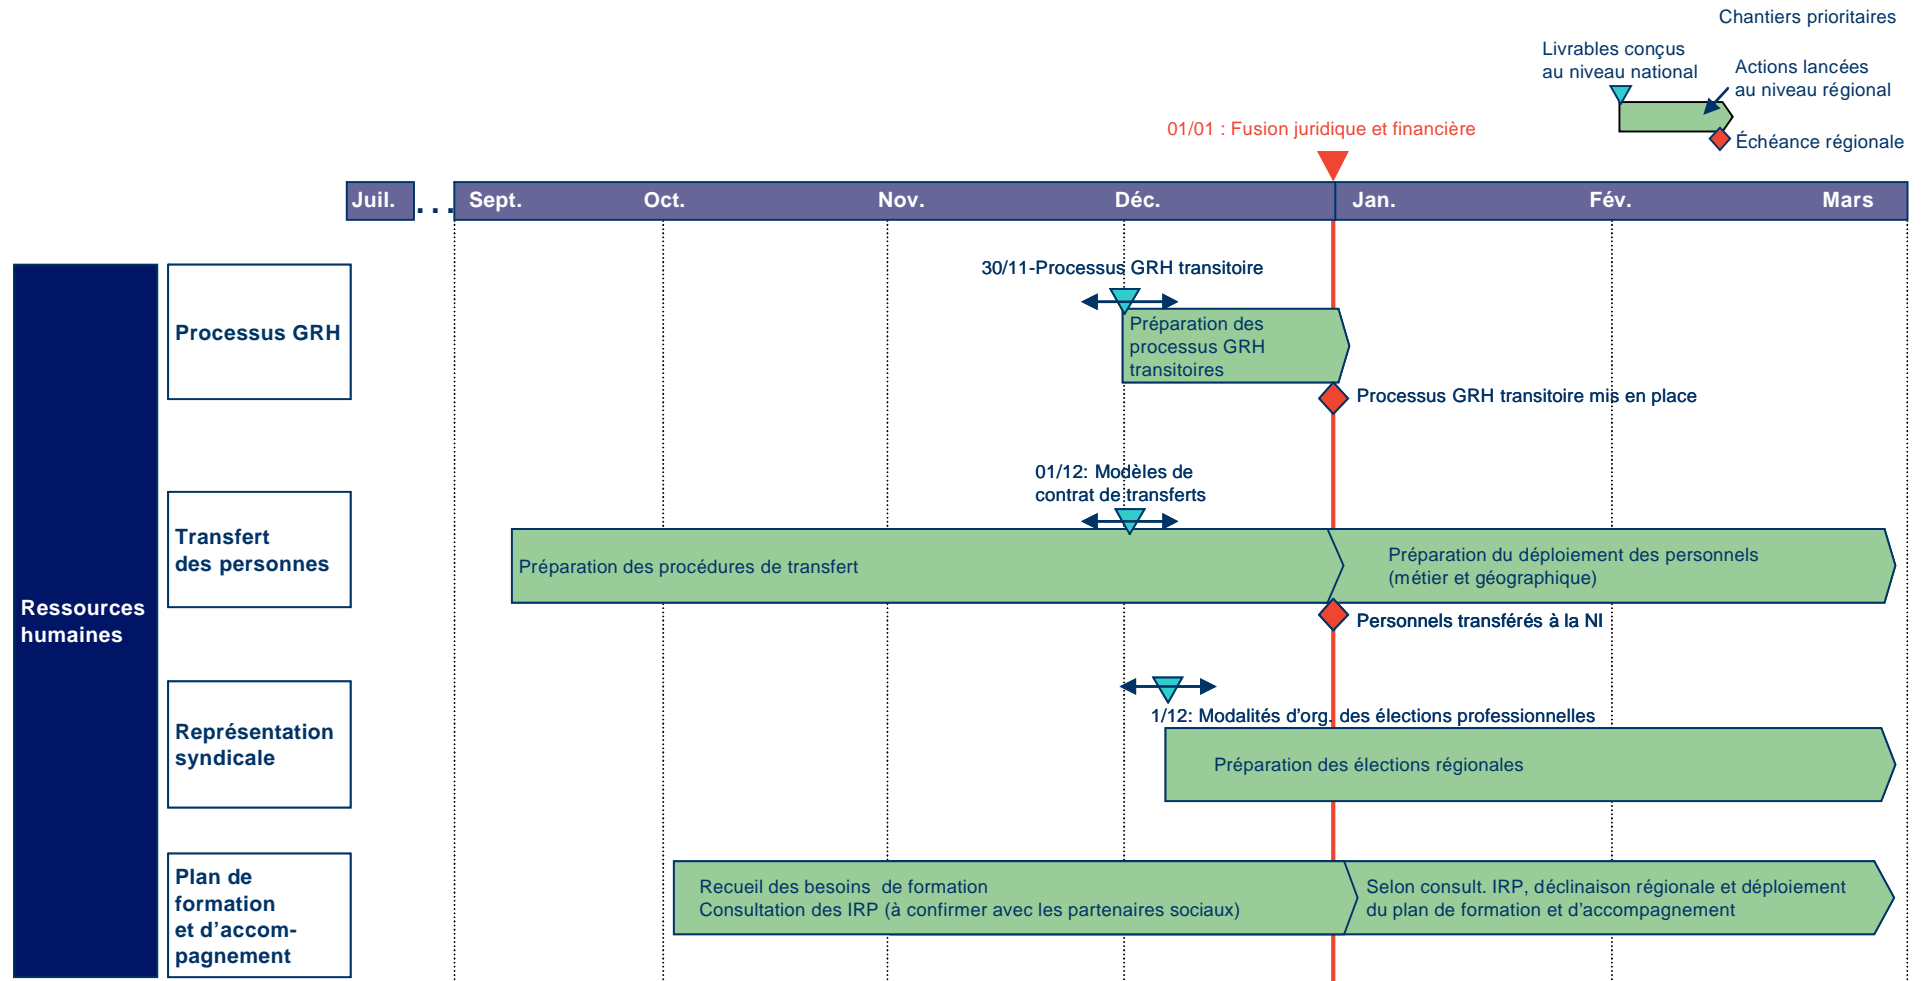 Chantiers prioritaires
Livrables conçus
au niveau national
Actions lancées
au niveau régional
Échéance régionale
01/01 : Fusion juridique et financière
Juil. ... Sept. Oct. Nov. Déc. Jan. Fév. Mars
Ressources
humaines
Processus GRH
30/11-Processus GRH transitoire
Préparation des
processus GRH
transitoires
Processus GRH transitoire mis en place
Transfert
des personnes
01/12: Modèles de
contrat de transferts
Préparation des procédures de transfert
Préparation du déploiement des personnels
(métier et géographique)
Personnels transférés à la NI
Représentation
syndicale
1/12: Modalités d'org. des élections professionnelles
Préparation des élections régionales
Plan de
formation
et d'accom-
pagnement
Recueil des besoins de formation
Consultation des IRP (à confirmer avec les partenaires sociaux)
Selon consult. IRP, déclinaison régionale et déploiement
du plan de formation et d'accompagnement